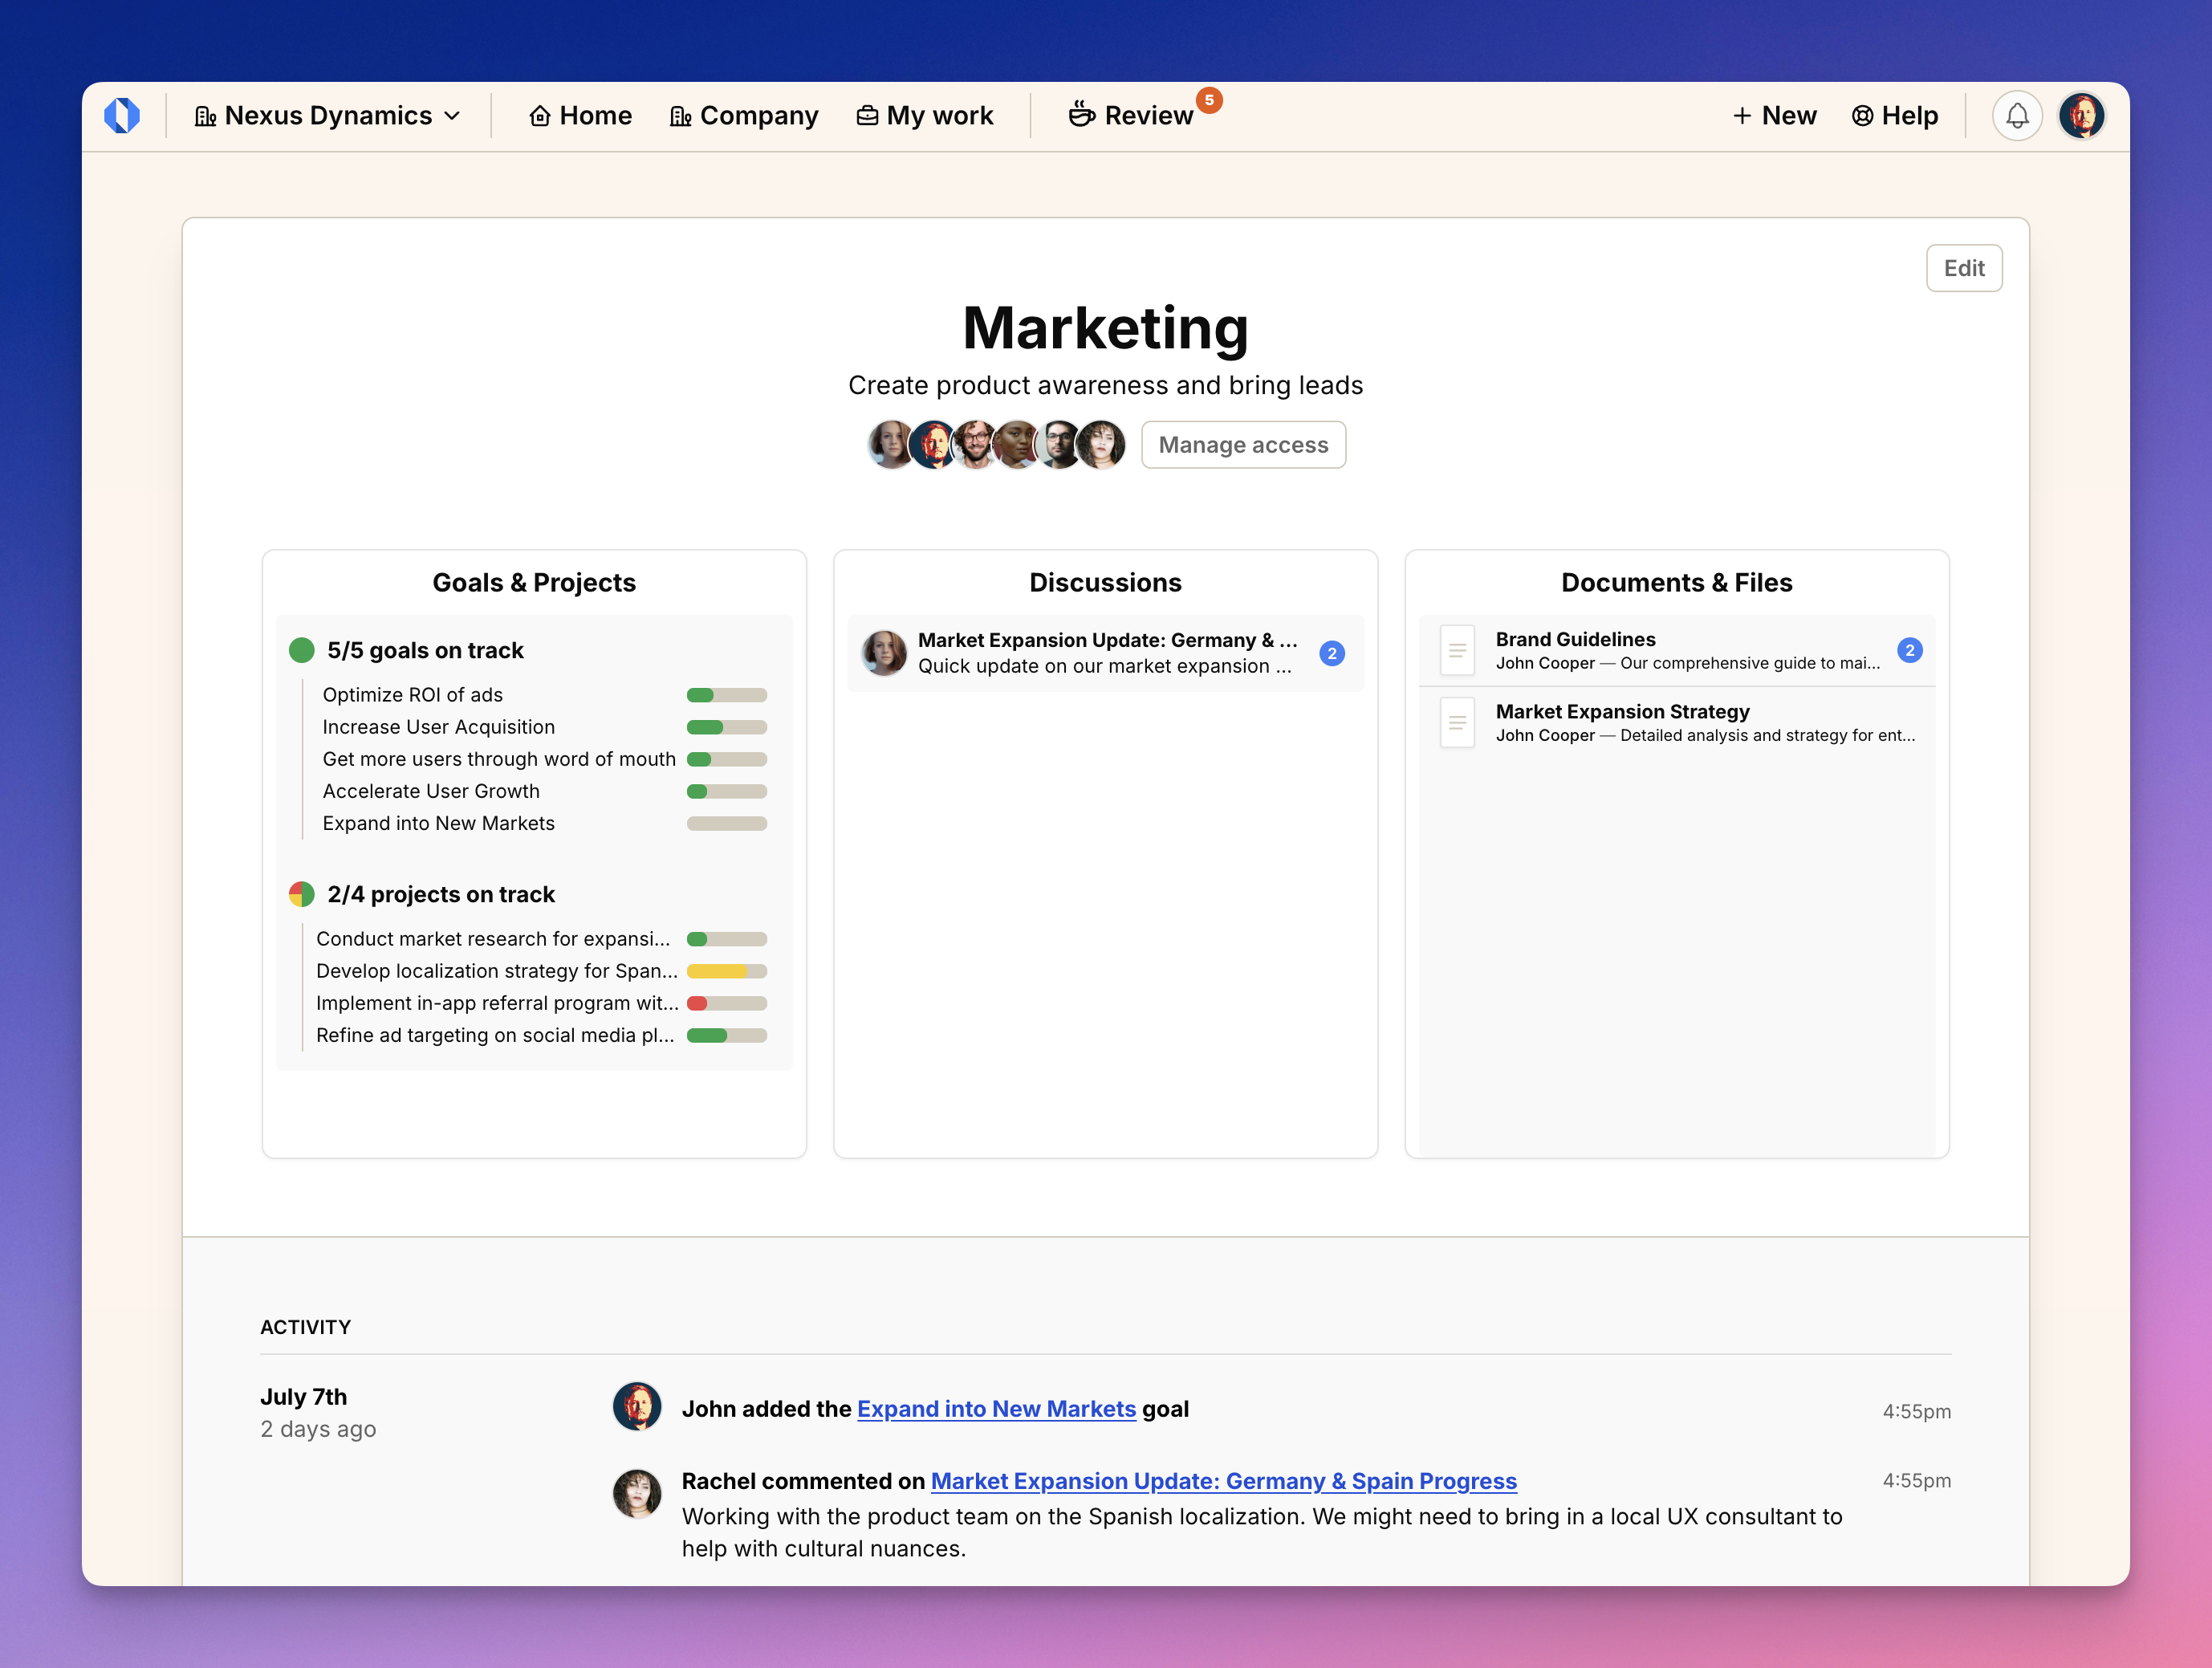 Nexus Dynamics
Home
Company
My work
Review
5
New
Help
Edit
Marketing
Create product awareness and bring leads
Manage access
Goals & Projects
5/5 goals on track
Optimize ROI of ads
Increase User Acquisition
Get more users through word of mouth
Accelerate User Growth
Expand into New Markets
2/4 projects on track
Conduct market research for expansi...
Develop localization strategy for Span...
Implement in-app referral program wit...
Refine ad targeting on social media pl...
Discussions
Market Expansion Update: Germany & ...
Quick update on our market expansion ...
2
Documents & Files
Brand Guidelines
John Cooper — Our comprehensive guide to mai...
2
Market Expansion Strategy
John Cooper — Detailed analysis and strategy for ent...
ACTIVITY
July 7th
2 days ago
John added the Expand into New Markets goal
4:55pm
Rachel commented on Market Expansion Update: Germany & Spain Progress
4:55pm
Working with the product team on the Spanish localization. We might need to bring in a local UX consultant to
help with cultural nuances.